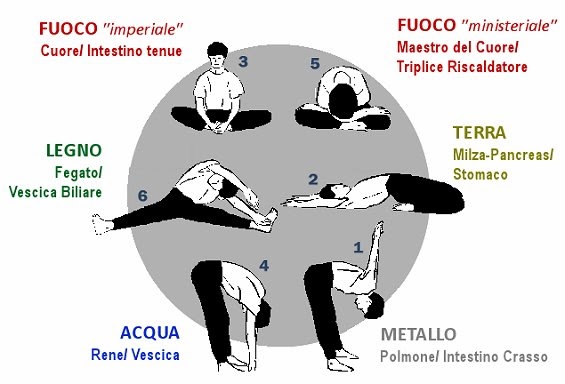 FUOCO "imperiale"
Cuore/ Intestino tenue
FUOCO "ministeriale"
Maestro del Cuore/
Triplice Riscaldatore
3
5
LEGNO
Fegato/
Vescica Biliare
TERRA
Milza-Pancreas/
Stomaco
6
2
1
4
ACQUA
Rene/ Vescica
METALLO
Polmone/ Intestino Crasso